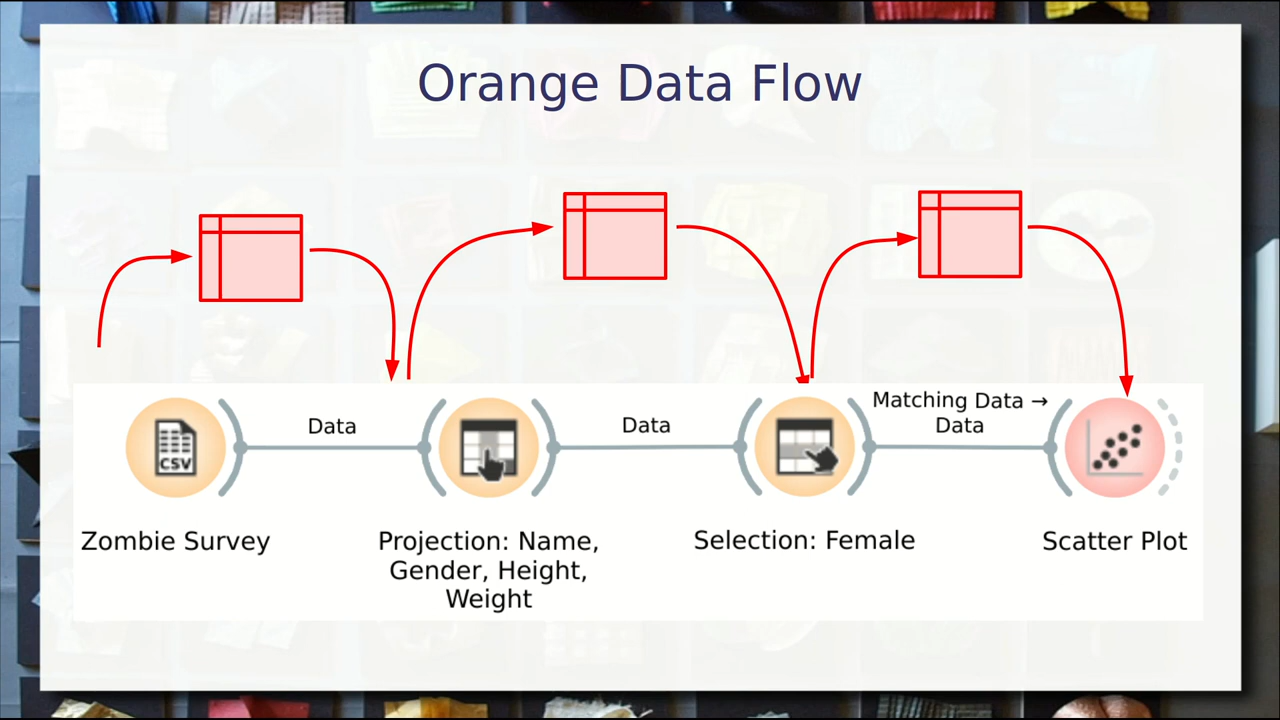 Orange Data Flow
Matching Data →
Data
Data
Data
CSV
Zombie Survey
Projection: Name,
Gender, Height,
Weight
Selection: Female
Scatter Plot